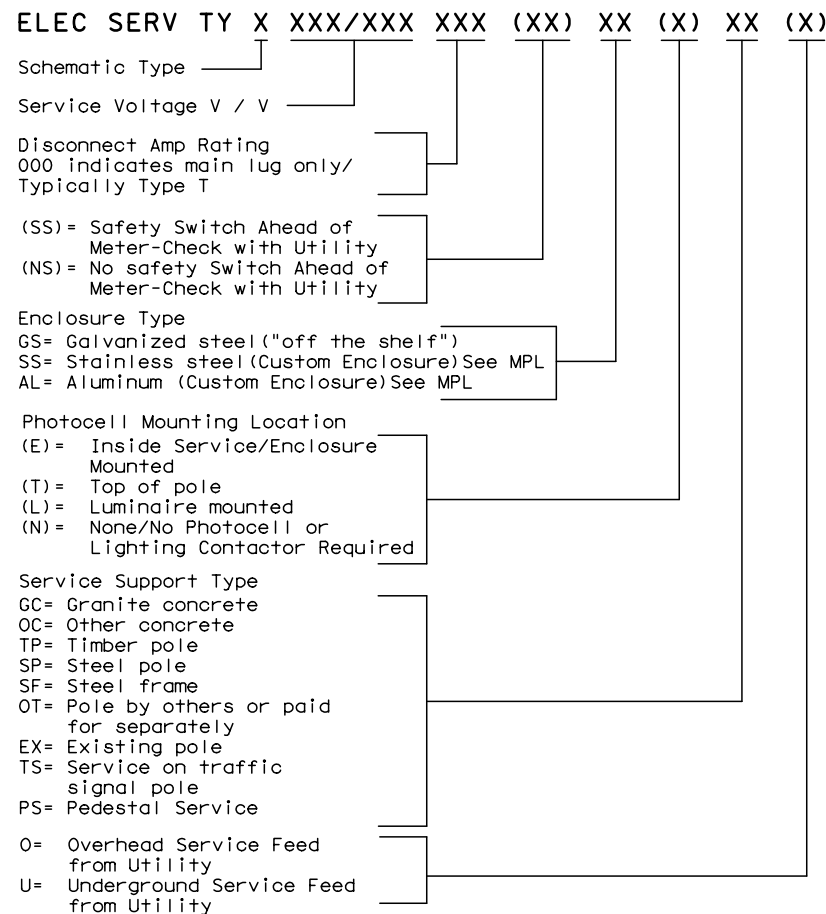 ELEC SERV TY X XXX/XXX XXX (XX) XX (X) XX (X)
Schematic Type
Service Voltage V / V
Disconnect Amp Rating
000 indicates main lug only/
Typically Type T
(SS)= Safety Switch Ahead of
Meter-Check with Utility
(NS)= No safety Switch Ahead of
Meter-Check with Utility
Enclosure Type
GS= Galvanized steel("off the shelf")
SS= Stainless steel(Custom Enclosure)See MPL
AL= Aluminum (Custom Enclosure)See MPL
Photocell Mounting Location
(E)= Inside Service/Enclosure
Mounted
(T)= Top of pole
(L)= Luminaire mounted
(N)= None/No Photocell or
Lighting Contactor Required
Service Support Type
GC= Granite concrete
OC= Other concrete
TP= Timber pole
SP= Steel pole
SF= Steel frame
OT= Pole by others or paid
for separately
EX= Existing pole
TS= Service on traffic
signal pole
PS= Pedestal Service
O= Overhead Service Feed
from Utility
U= Underground Service Feed
from Utility